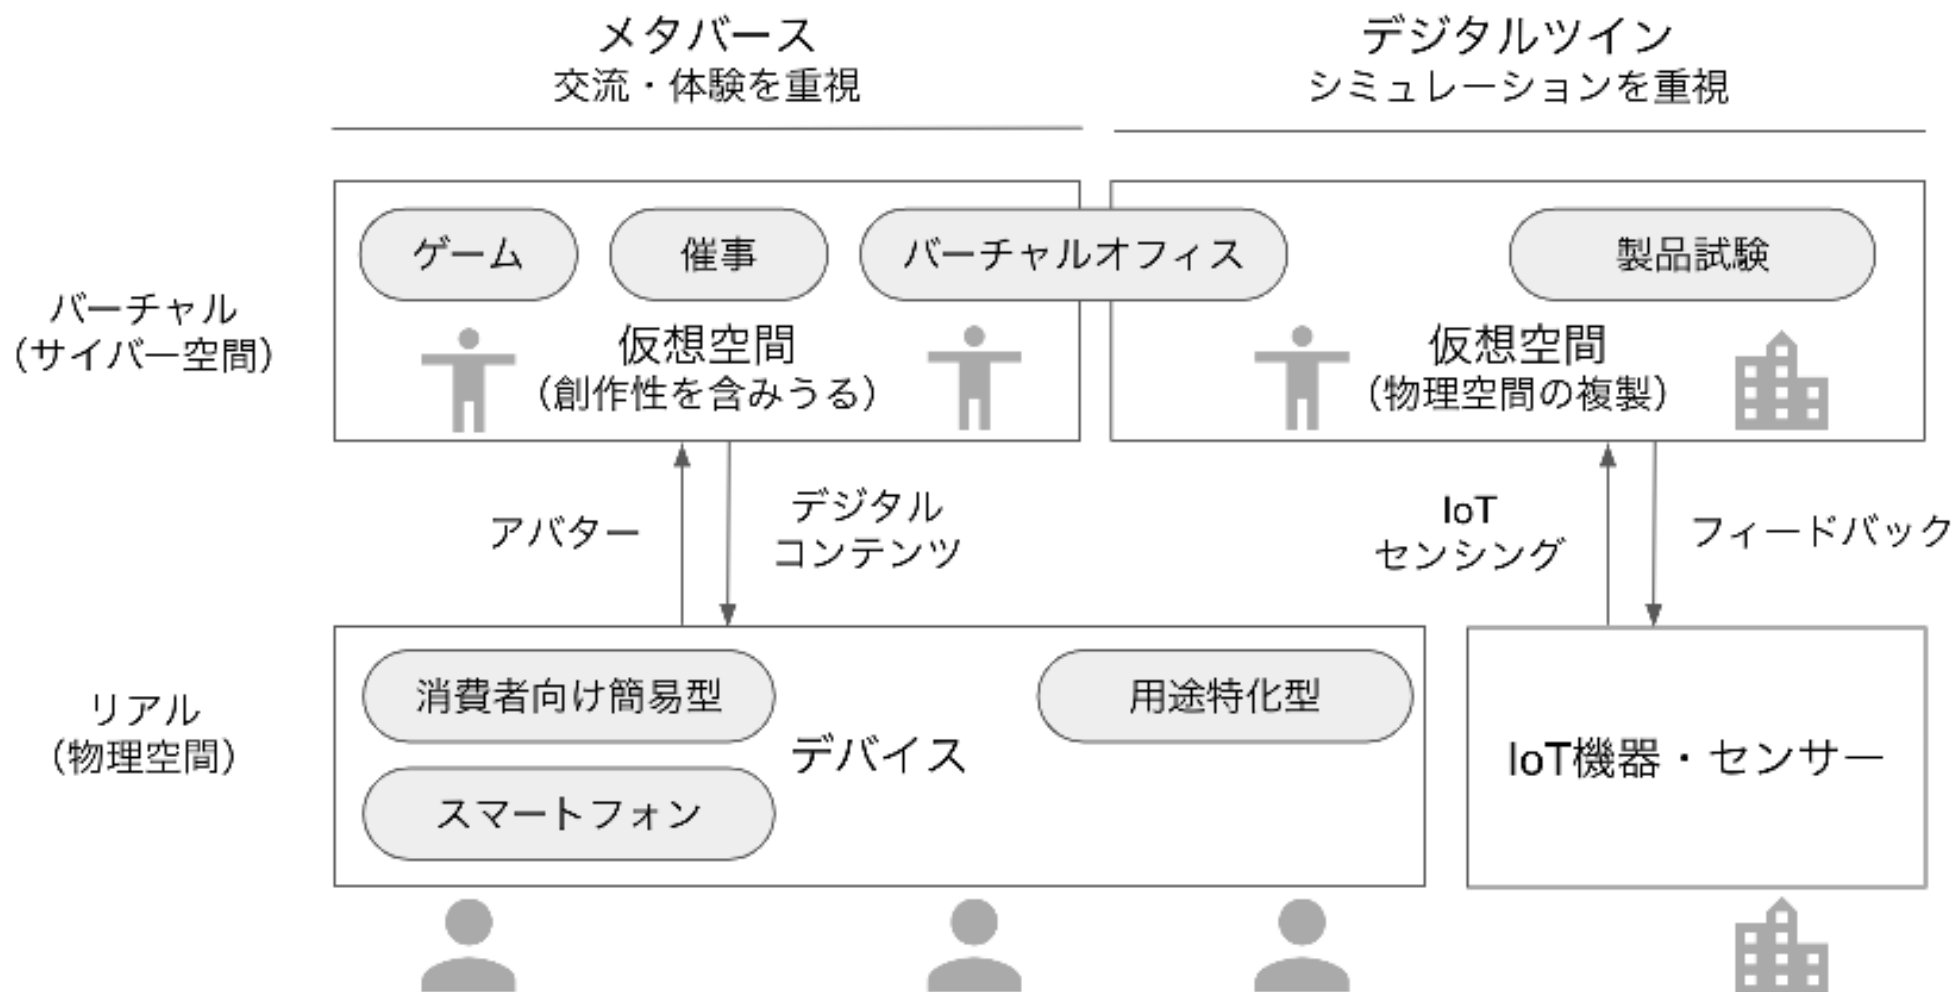 メタバース
交流・体験を重視
デジタルツイン
シミュレーションを重視
バーチャル
（サイバー空間）
ゲーム
催事
バーチャルオフィス
製品試験
仮想空間
（創作性を含みうる）
仮想空間
（物理空間の複製）
アバター
デジタル
コンテンツ
IoT
センシング
フィードバック
リアル
（物理空間）
消費者向け簡易型
用途特化型
デバイス
スマートフォン
IoT機器・センサー